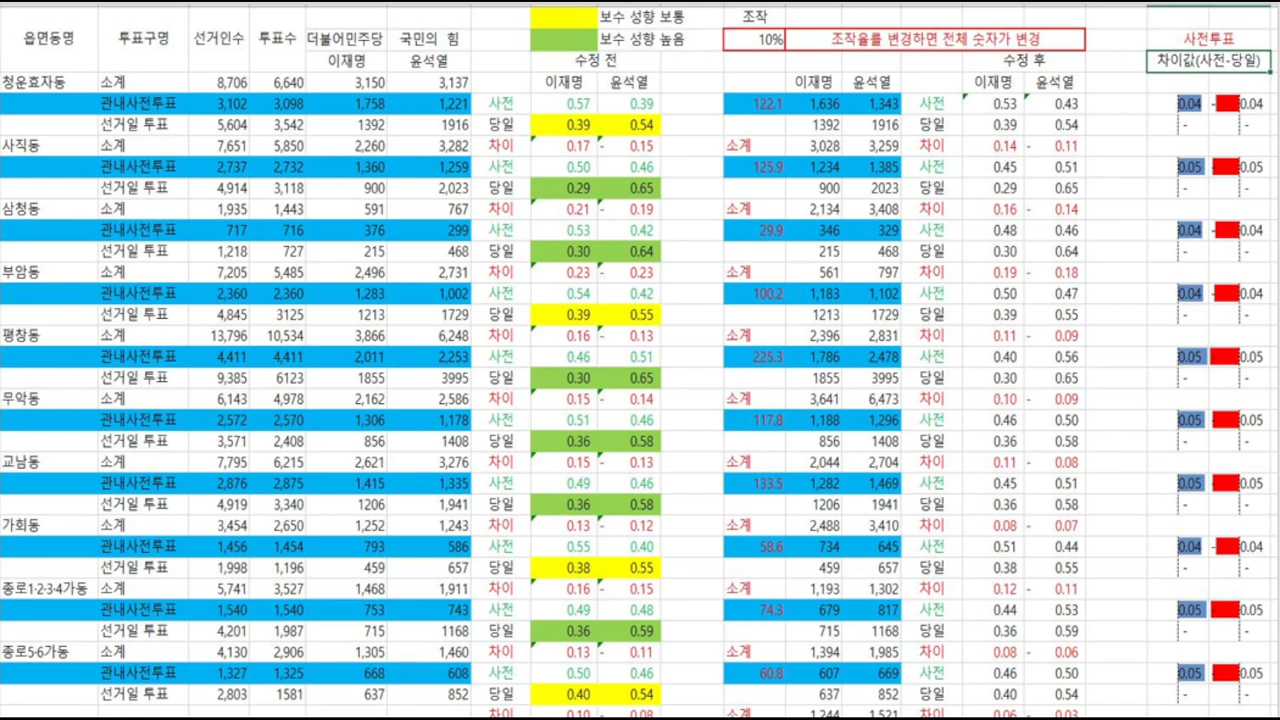 보수 성향 보통 조작
읍면동명 투표구명 선거인수 투표수 더불어민주당 국민의 힘 보수 성향 높음 10% 조작율를 변경하면 전체 숫자가 변경 사전투표
이재명 윤석열 수정 전 수정 후 차이값(사전-당일)
청운효자동 소계 8,706 6,640 3,150 3,137 이재명 윤석열 이재명 윤석열 이재명 윤석열
관내사전투표 3,102 3,098 1,758 1,221 사전 0.57 0.39 122.1 1,636 1,343 사전 0.53 0.43 0.04 - 0.04
선거일 투표 5,604 3,542 1392 1916 당일 0.39 0.54 1392 1916 당일 0.39 0.54 - -
사직동 소계 7,651 5,850 2,260 3,282 차이 0.17 - 0.15 소계 3,028 3,259 차이 0.14 - 0.11
관내사전투표 2,737 2,732 1,360 1,259 사전 0.50 0.46 125.9 1,234 1,385 사전 0.45 0.51 0.05 - 0.05
선거일 투표 4,914 3,118 900 2,023 당일 0.29 0.65 900 2023 당일 0.29 0.65 - -
삼청동 소계 1,935 1,443 591 767 차이 0.21 - 0.19 소계 2,134 3,408 차이 0.16 - 0.14
관내사전투표 717 716 376 299 사전 0.53 0.42 29.9 346 329 사전 0.48 0.46 0.04 - 0.04
선거일 투표 1,218 727 215 468 당일 0.30 0.64 215 468 당일 0.30 0.64 - -
부암동 소계 7,205 5,485 2,496 2,731 차이 0.23 - 0.23 소계 561 797 차이 0.19 - 0.18
관내사전투표 2,360 2,360 1,283 1,002 사전 0.54 0.42 100.2 1,183 1,102 사전 0.50 0.47 0.04 - 0.04
선거일 투표 4,845 3125 1213 1729 당일 0.39 0.55 1213 1729 당일 0.39 0.55 - -
평창동 소계 13,796 10,534 3,866 6,248 차이 0.16 - 0.13 소계 2,396 2,831 차이 0.11 - 0.09
관내사전투표 4,411 4,411 2,011 2,253 사전 0.46 0.51 225.3 1,786 2,478 사전 0.40 0.56 0.05 0.05
선거일 투표 9,385 6123 1855 3995 당일 0.30 0.65 1855 3995 당일 0.30 0.65 - -
무악동 소계 6,143 4,978 2,162 2,586 차이 0.15 - 0.14 소계 3,641 6,473 차이 0.10 - 0.09
관내사전투표 2,572 2,570 1,306 1,178 사전 0.51 0.46 117.8 1,188 1,296 사전 0.46 0.50 0.05 - 0.05
선거일 투표 3,571 2,408 856 1408 당일 0.36 0.58 856 1408 당일 0.36 0.58 - -
교남동 소계 7,795 6,215 2,621 3,276 차이 0.15 - 0.13 소계 2,044 2,704 차이 0.11 - 0.08
관내사전투표 2,876 2,875 1,415 1,335 사전 0.49 0.46 133.5 1,282 1,469 사전 0.45 0.51 0.05 - 0.05
선거일 투표 4,919 3,340 1206 1,941 당일 0.36 0.58 1206 1941 당일 0.36 0.58 - -
가회동 소계 3,454 2,650 1,252 1,243 차이 0.13 - 0.12 소계 2,488 3,410 차이 0.08 - 0.07
관내사전투표 1,456 1,454 793 586 사전 0.55 0.40 58.6 734 645 사전 0.51 0.44 0.04 - 0.04
선거일 투표 1,998 1,196 459 657 당일 0.38 0.55 459 657 당일 0.38 0.55 - -
종로1·2·3·4가동 소계 5,741 3,527 1,468 1,911 차이 0.16 - 0.15 소계 1,193 1,302 차이 0.12 - 0.11
관내사전투표 1,540 1,540 753 743 사전 0.49 0.48 74.3 679 817 사전 0.44 0.53 0.05 - 0.05
선거일 투표 4,201 1,987 715 1168 당일 0.36 0.59 715 1168 당일 0.36 0.59 - -
종로5·6가동 소계 4,130 2,906 1,305 1,460 차이 0.13 - 0.11 소계 1,394 1,985 차이 0.08 - 0.06
관내사전투표 1,327 1,325 668 608 사전 0.50 0.46 60.8 607 669 사전 0.46 0.50 0.05 0.05
선거일 투표 2,803 1581 637 852 당일 0.40 0.54 637 852 당일 0.40 0.54 - -
차이 0.10 - 0.08 소계 1,244 1,521 차이 0.06 - 0.03